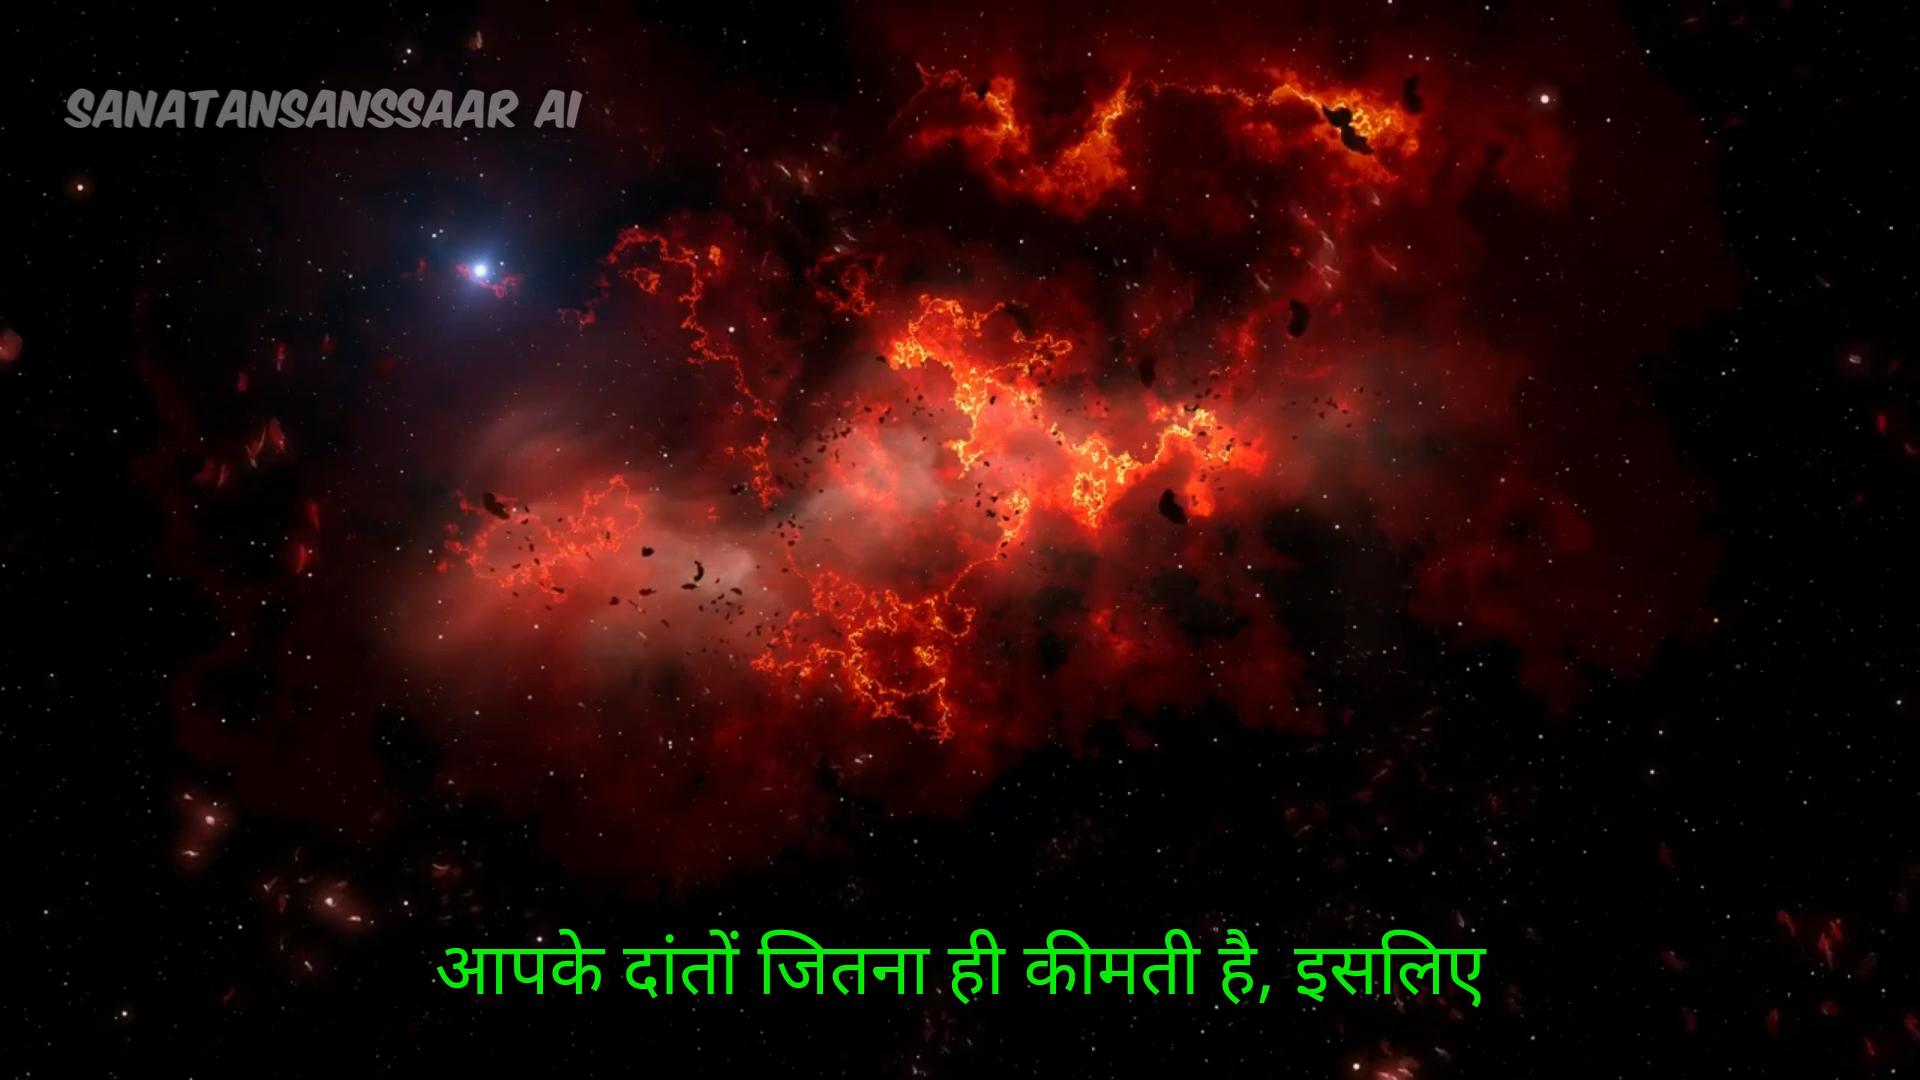 SANATANSANSSAAR AI
आपके दांतों जितना ही कीमती है, इसलिए